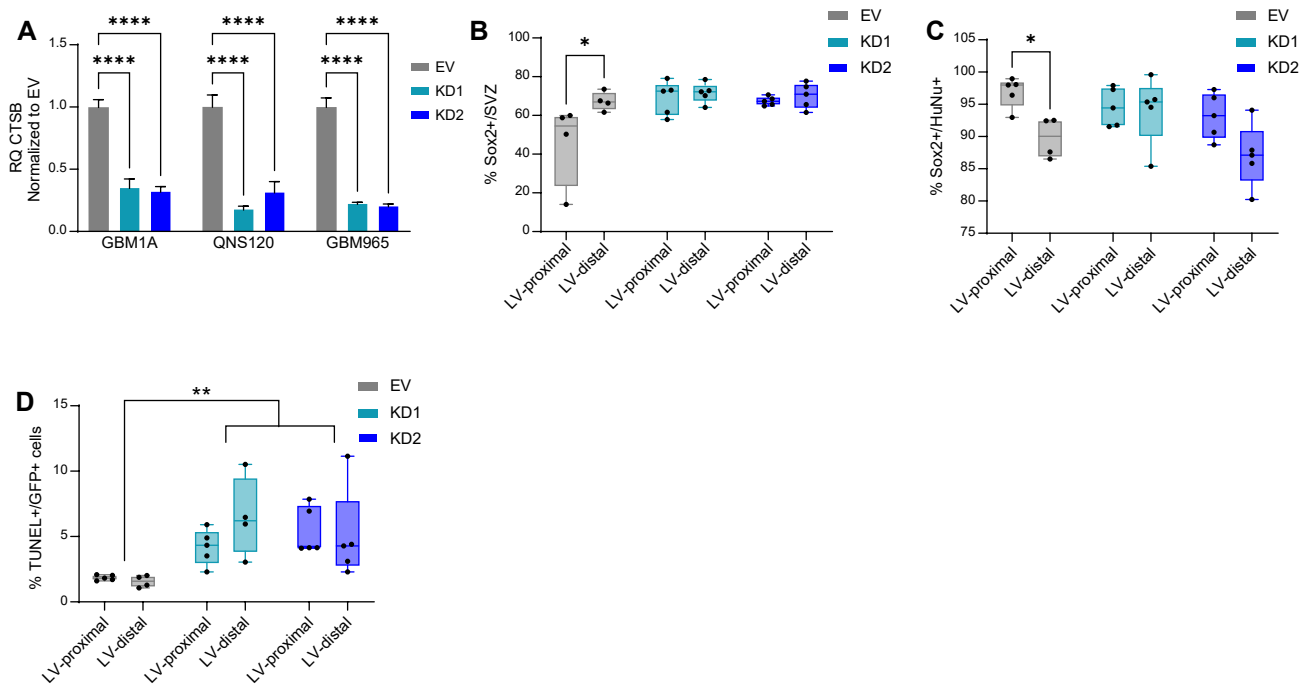 A
**** **** ****
**** **** ****
RQ CTSB
Normalized to EV
1.5
1.0
0.5
0.0
GBM1A QNS120 GBM965
EV
KD1
KD2
B
*
% Sox2+/SVZ
100
80
60
40
20
0
LV-proximal
LV-distal
LV-proximal
LV-distal
LV-proximal
LV-distal
EV
KD1
KD2
C
*
% Sox2+/HuNu+
105
100
95
90
85
80
75
LV-proximal
LV-distal
LV-proximal
LV-distal
LV-proximal
LV-distal
EV
KD1
KD2
D
**
% TUNEL+/GFP+ cells
15
10
5
0
LV-proximal
LV-distal
LV-proximal
LV-distal
LV-proximal
LV-distal
EV
KD1
KD2